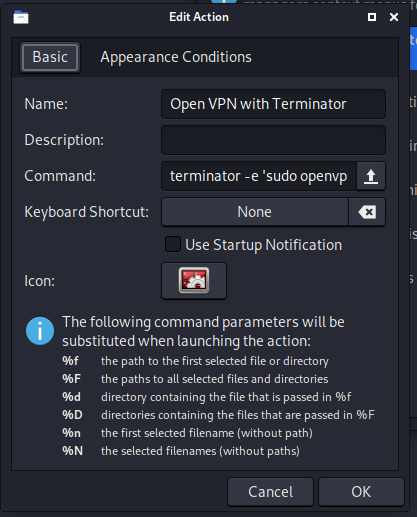 Edit Action
Basic
Appearance Conditions
Name:
Open VPN with Terminator
Description:
Command:
terminator -e 'sudo openvp
Keyboard Shortcut:
None
Use Startup Notification
Icon:
The following command parameters will be
substituted when launching the action:
%f the path to the first selected file or directory
%F the paths to all selected files and directories
%d directory containing the file that is passed in %f
%D directories containing the files that are passed in %F
%n the first selected filename (without path)
%N the selected filenames (without paths)
Cancel
OK